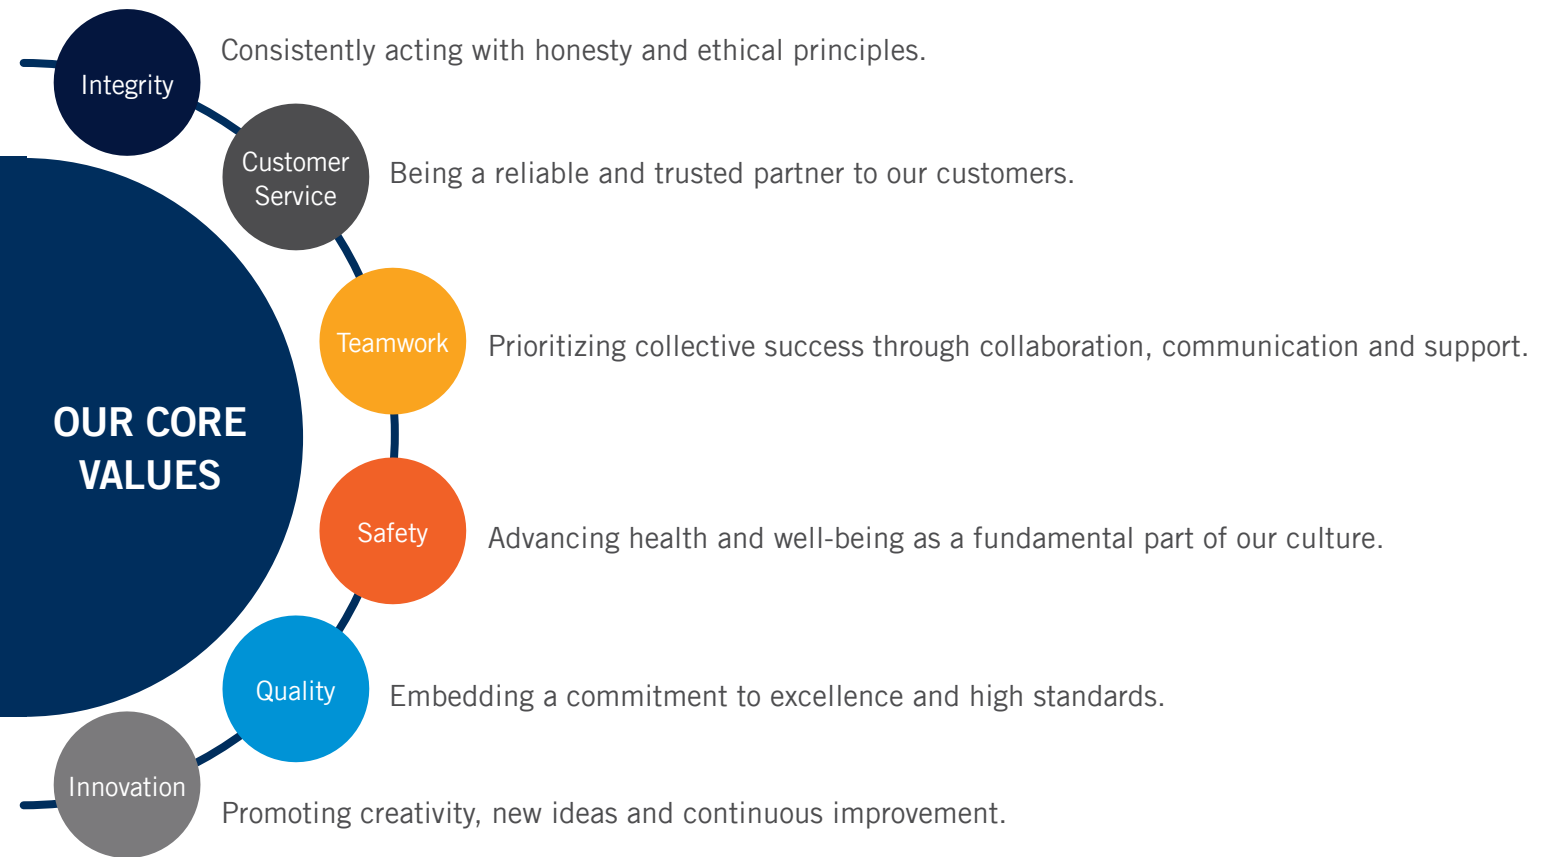 OUR CORE
VALUES
Integrity
Consistently acting with honesty and ethical principles.
Customer
Service
Being a reliable and trusted partner to our customers.
Teamwork
Prioritizing collective success through collaboration, communication and support.
Safety
Advancing health and well-being as a fundamental part of our culture.
Quality
Embedding a commitment to excellence and high standards.
Innovation
Promoting creativity, new ideas and continuous improvement.